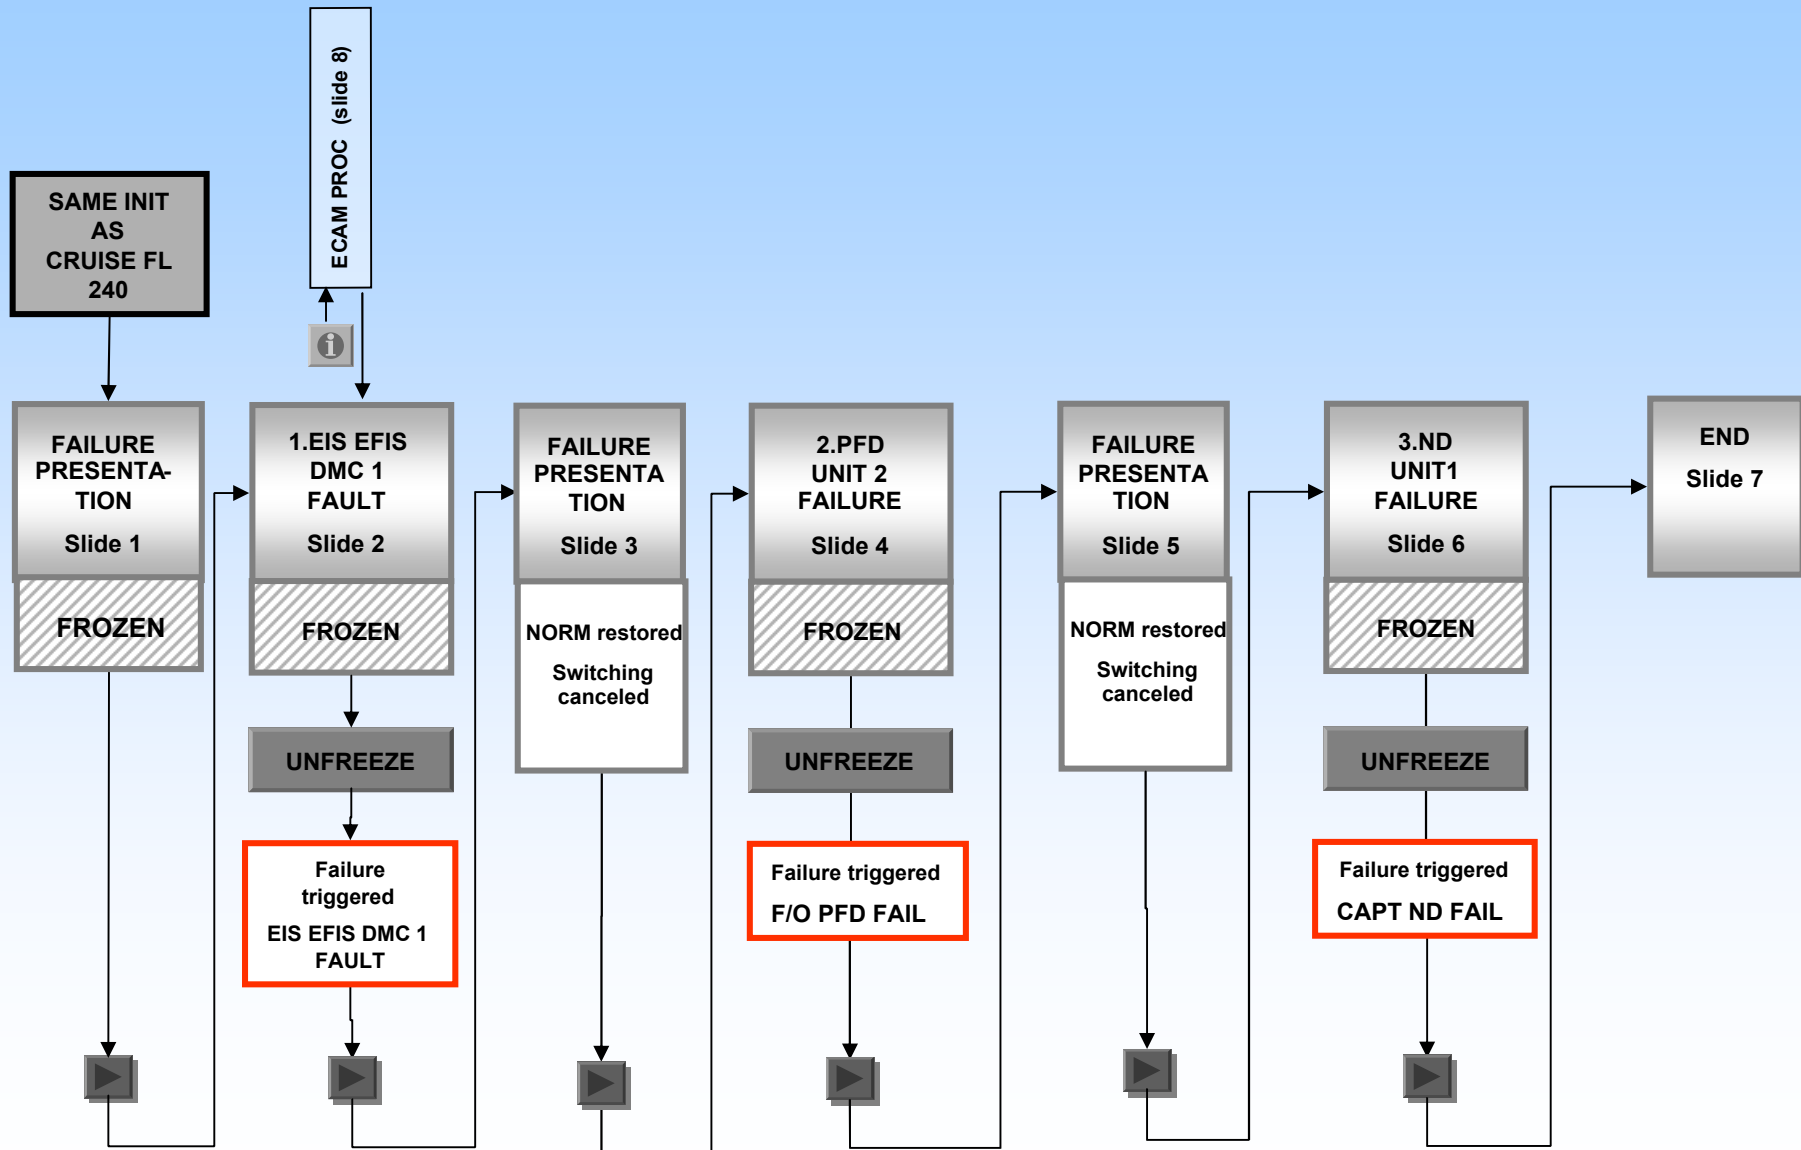 ECAM PROC  (slide 8)
SAME INIT
AS
CRUISE FL
240
FAILURE
PRESENTA-
TION
Slide 1
FROZEN
1.EIS EFIS
DMC 1
FAULT
Slide 2
FROZEN
UNFREEZE
Failure
triggered
EIS EFIS DMC 1
FAULT
FAILURE
PRESENTA
TION
Slide 3
NORM restored
Switching
canceled
2.PFD
UNIT 2
FAILURE
Slide 4
FROZEN
UNFREEZE
Failure triggered
F/O PFD FAIL
FAILURE
PRESENTA
TION
Slide 5
NORM restored
Switching
canceled
3.ND
UNIT1
FAILURE
Slide 6
FROZEN
UNFREEZE
Failure triggered
CAPT ND FAIL
END
Slide 7